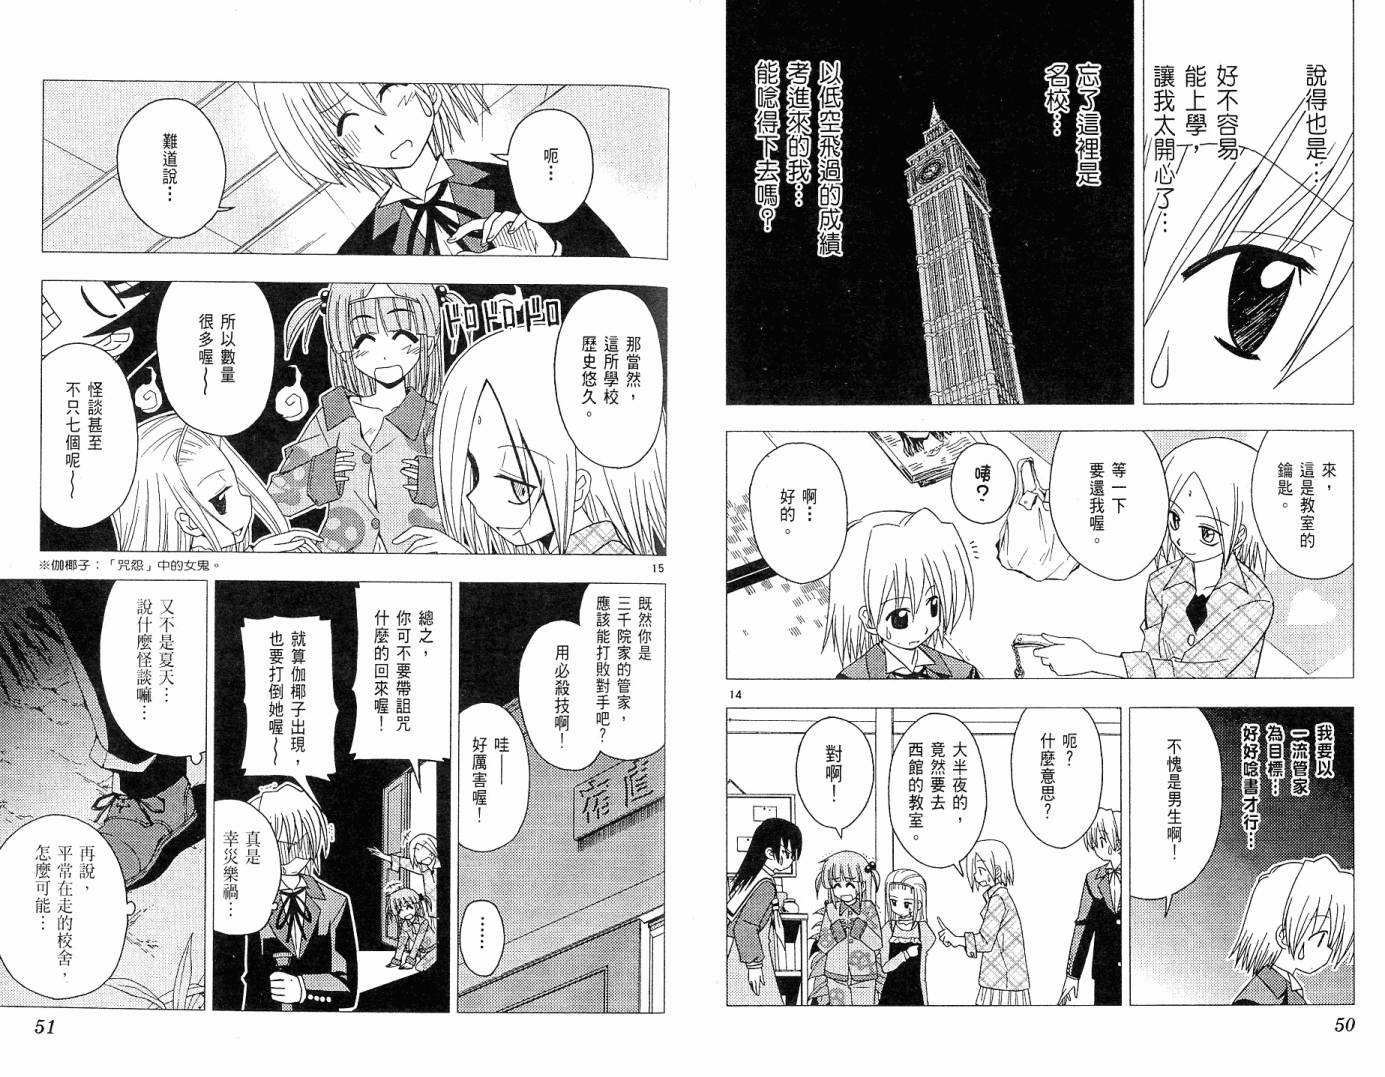 說得也是…
好不容易
能上學，
讓我太開心了…
忘了這裡是
名校…
以低空飛過的成績
考進來的我…
能唸得下去嗎？
來，
這是教室的
鑰匙。
等一下
要還我喔。
咦？
啊…
好的。
14
我要以
一流管家
為目標…
好好唸書才行…
不愧是男生啊！
呃？
什麼意思？
大半夜的，
竟然要去
西館的教室。
對啊！
50
呃…
難道說…
那當然，
這所學校
歷史悠久。
ドロドロドロ
所以數量
很多喔～
怪談甚至
不只七個呢～
※伽椰子：「咒怨」中的女鬼。
15
既然你是
三千院家的管家，
應該能打敗對手吧？
用必殺技啊！
哇——
好厲害喔！
……
總之，
你可不要帶詛咒
什麼的回來喔！
就算伽椰子出現，
也要打倒她喔～
真是
幸災樂禍…
又不是夏天…
說什麼怪談嘛…
再說，
平常在走的校舍，
怎麼可能…
51